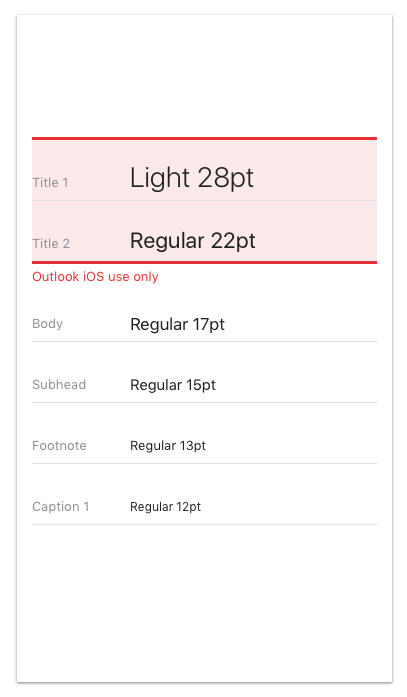 Title 1 Light 28pt
Title 2 Regular 22pt
Outlook iOS use only
Body Regular 17pt
Subhead Regular 15pt
Footnote Regular 13pt
Caption 1 Regular 12pt